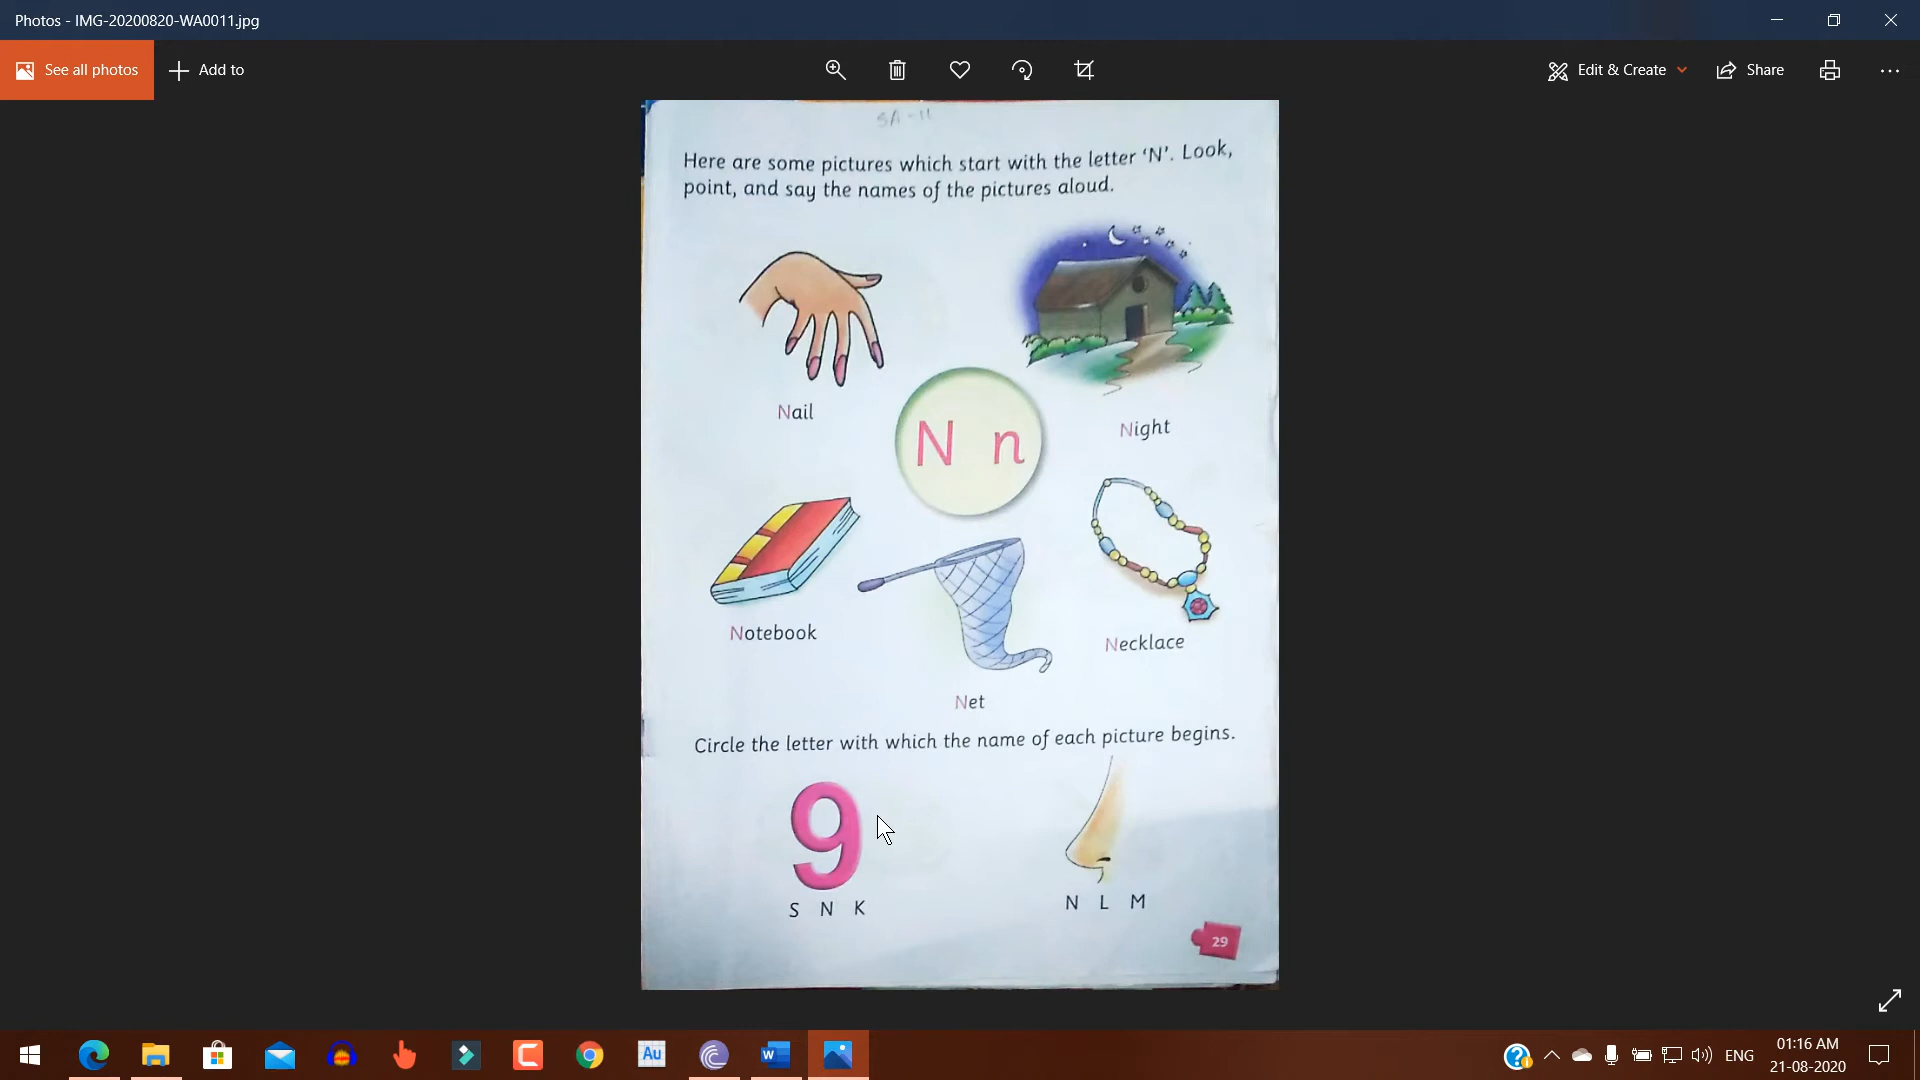 Photos - IMG-20200820-WA0011.jpg
See all photos
Add to
Edit & Create
Share
SA - 11
Here are some pictures which start with the letter ‘N’. Look,
point, and say the names of the pictures aloud.
Nail
Night
N n
Notebook
Necklace
Net
Circle the letter with which the name of each picture begins.
9
S N K
N L M
29
Au
W
ENG
01:16 AM
21-08-2020